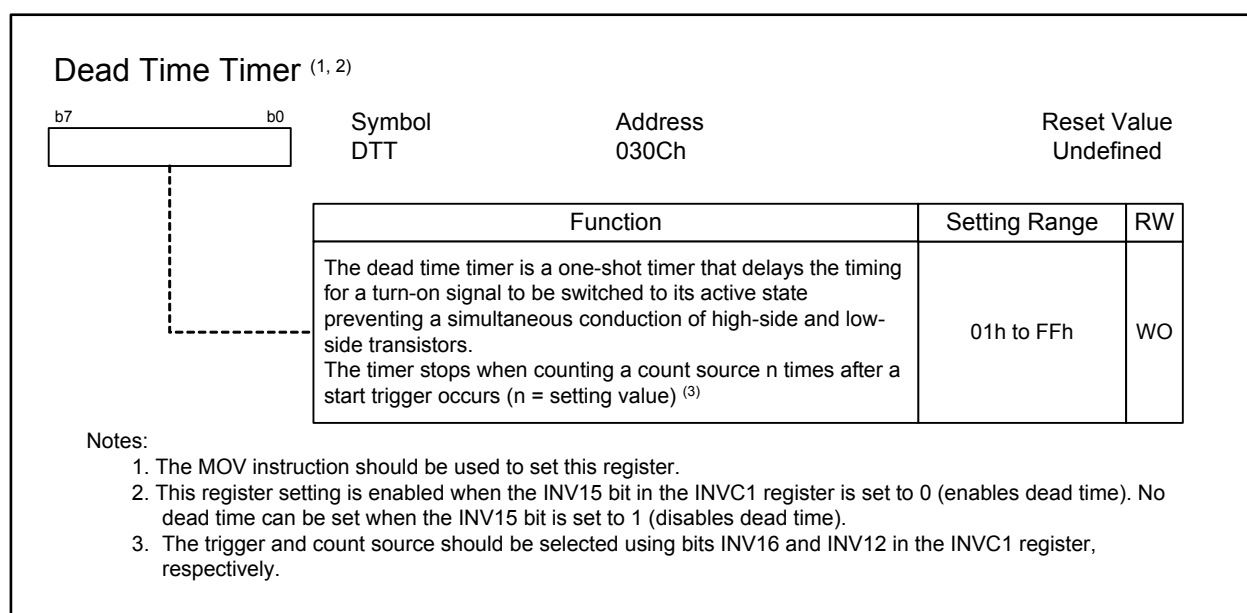 Dead Time Timer (1, 2)
b7 b0 Symbol Address Reset Value
DTT 030Ch Undefined
Function Setting Range RW
The dead time timer is a one-shot timer that delays the timing
for a turn-on signal to be switched to its active state
preventing a simultaneous conduction of high-side and low-
side transistors.
The timer stops when counting a count source n times after a
start trigger occurs (n = setting value) (3)
01h to FFh WO
Notes:
1. The MOV instruction should be used to set this register.
2. This register setting is enabled when the INV15 bit in the INVC1 register is set to 0 (enables dead time). No
dead time can be set when the INV15 bit is set to 1 (disables dead time).
3. The trigger and count source should be selected using bits INV16 and INV12 in the INVC1 register,
respectively.